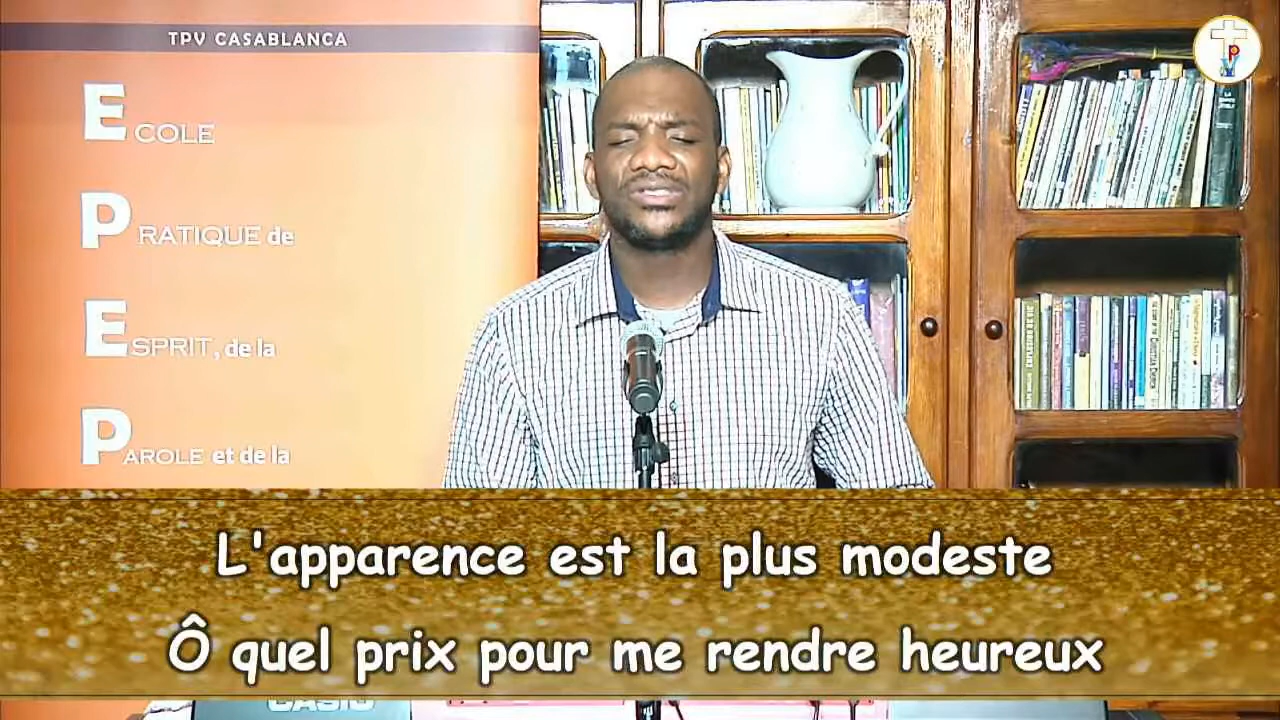 TPV CASABLANCA
ECOLE
PRATIQUE de
ESPRIT, de la
PAROLE et de la
L'apparence est la plus modeste
Ô quel prix pour me rendre heureux
CASIO